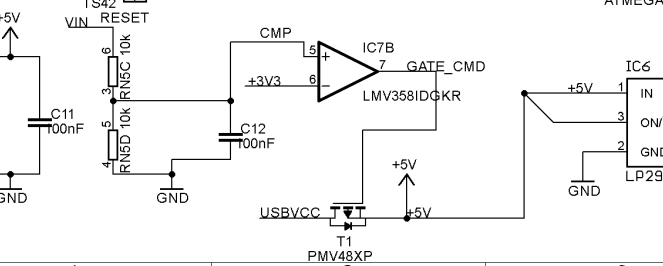 TS42
ATMEGA
+5V
VIN
RESET
CMP
IC7B
6
RN5C 10k
3
5
+
7
GATE_CMD
IC6
+3V3
6
-
LMV358IDGKR
+5V
1
IN
C11
100nF
5
RN5D 10k
4
C12
100nF
3
ON/
2
GND
LP29
GND
GND
+5V
GND
USBVCC
+5V
T1
PMV48XP